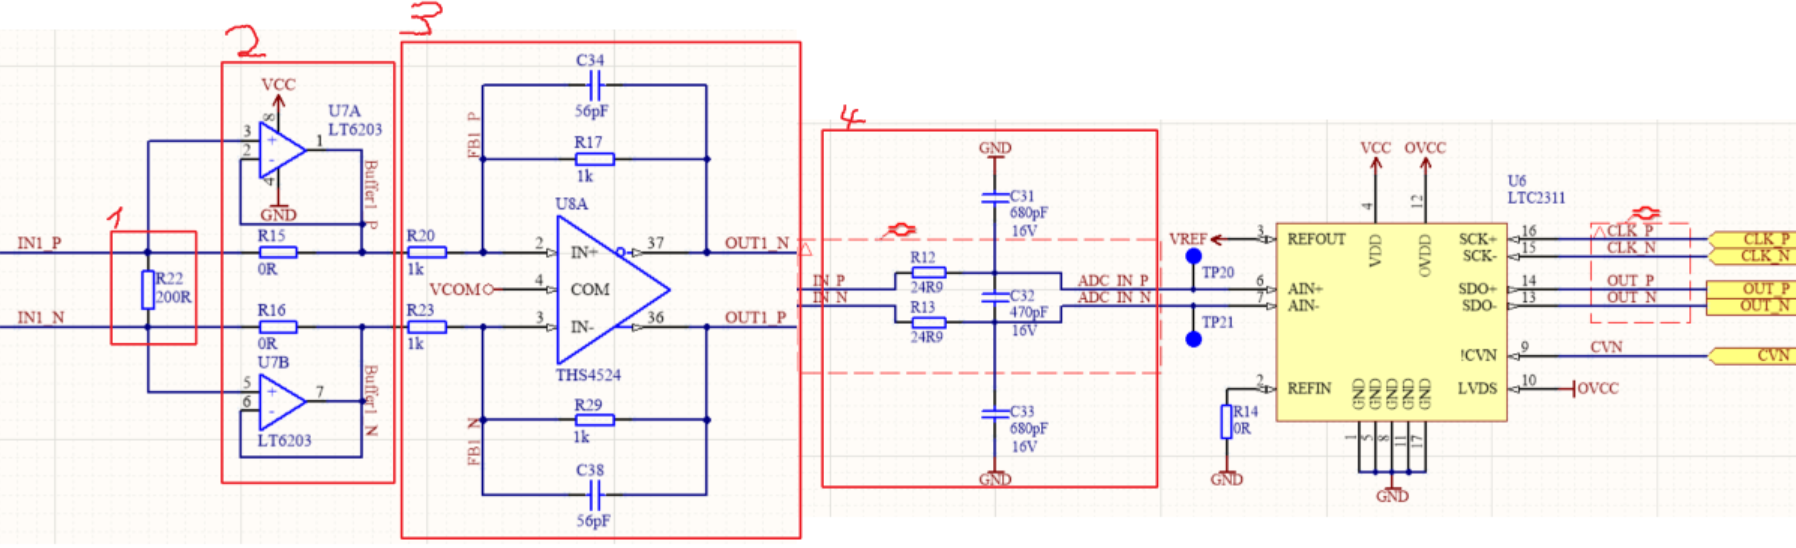 1
2
3
4
IN1_P
IN1_N
R22
200R
VCC
U7A
LT6203
3
2
8
4
1
+
-
GND
Buffer1_P
R15
0R
R16
0R
U7B
5
6
7
+
-
LT6203
Buffer1_N
C34
56pF
FB1_P
R17
1k
U8A
R20
1k
2
IN+
37
OUT1_N
VCOM
4
COM
R23
1k
3
IN-
36
OUT1_P
THS4524
R29
1k
FB1_N
C38
56pF
GND
C31
680pF
16V
IN_P
IN_N
R12
24R9
R13
24R9
C32
470pF
16V
ADC_IN_P
ADC_IN_N
C33
680pF
16V
GND
VREF
TP20
TP21
VCC
OVCC
4
12
U6
LTC2311
3
REFOUT
VDD
OVDD
SCK+
16
CLK_P
CLK_P
SCK-
15
CLK_N
CLK_N
6
AIN+
SDO+
14
OUT_P
OUT_P
7
AIN-
SDO-
13
OUT_N
OUT_N
!CVN
9
CVN
CVN
2
REFIN
LVDS
10
OVCC
GND
GND
GND
GND
GND
R14
0R
GND
1
5
8
11
17
GND